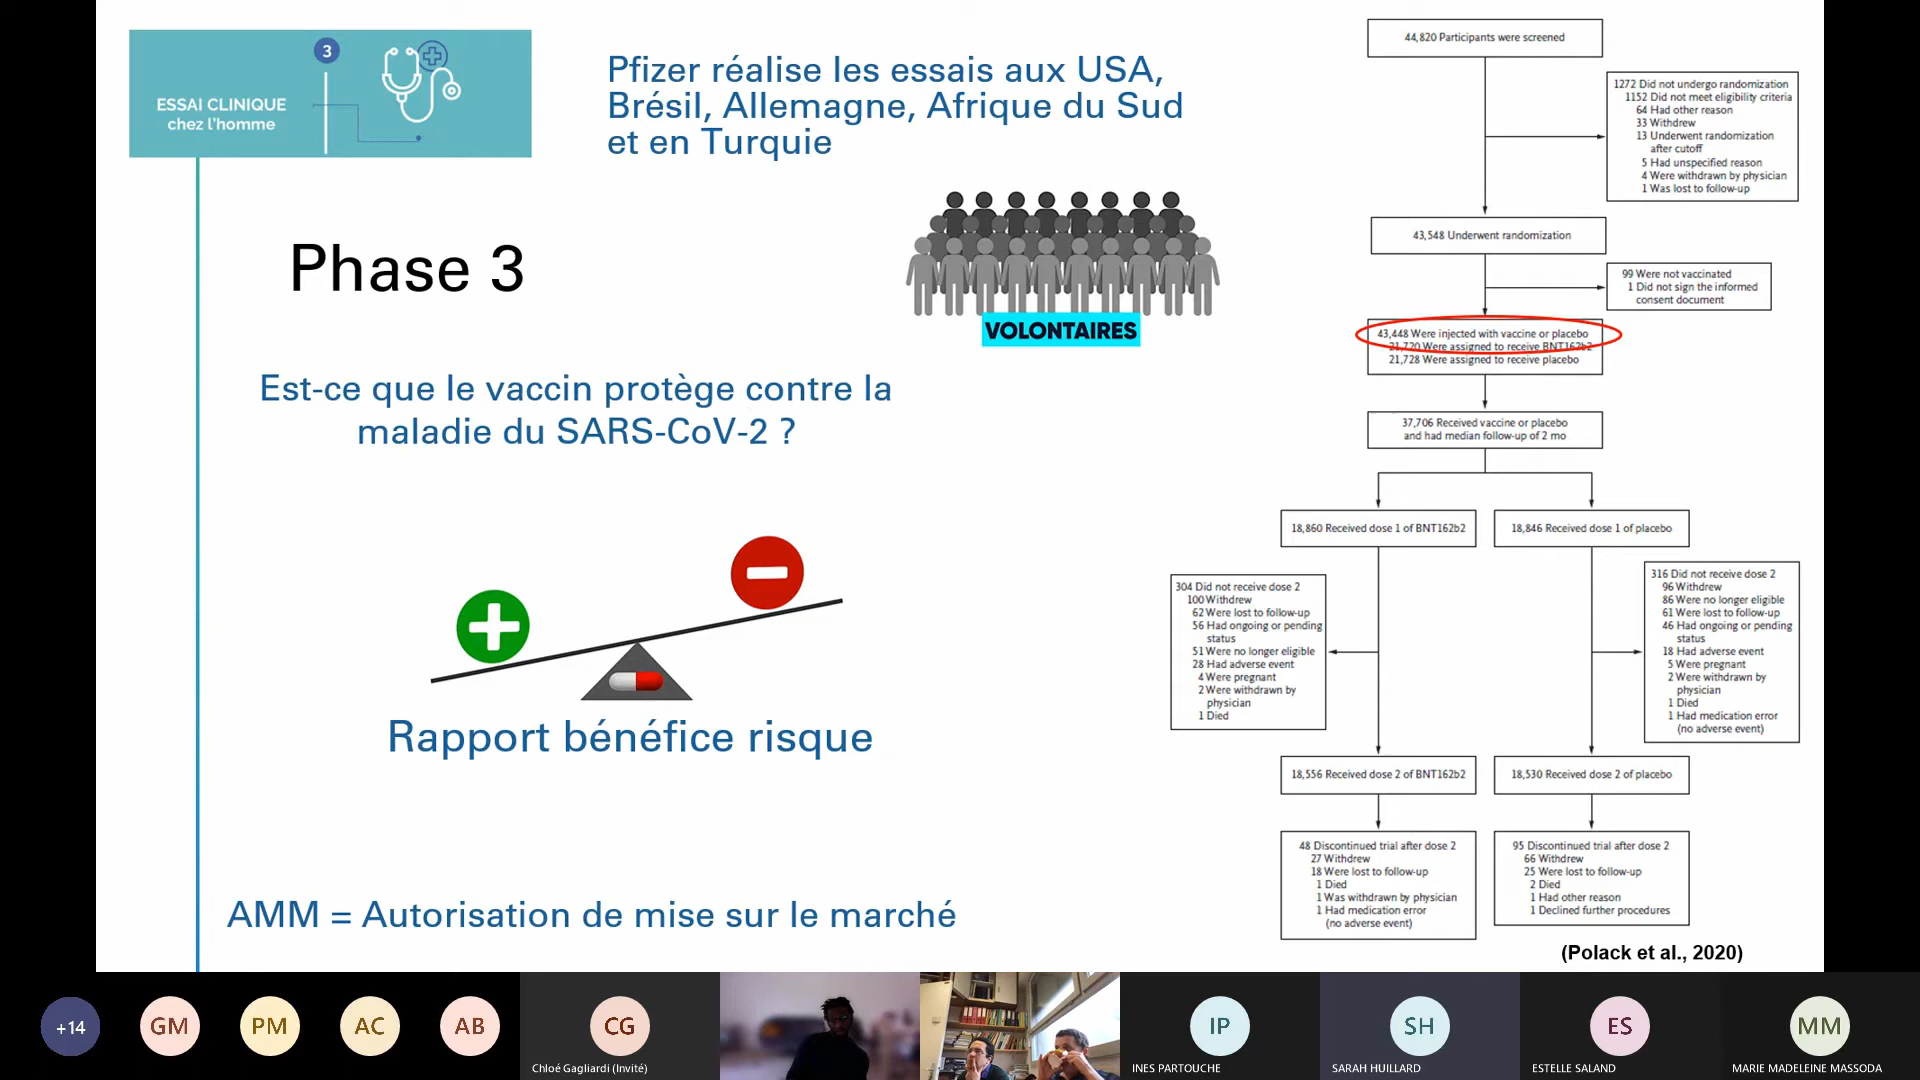 3
ESSAI CLINIQUE
chez l'homme
Pfizer réalise les essais aux USA,
Brésil, Allemagne, Afrique du Sud
et en Turquie
Phase 3
VOLONTAIRES
Est-ce que le vaccin protège contre la
maladie du SARS-CoV-2 ?
Rapport bénéfice risque
AMM = Autorisation de mise sur le marché
44,820 Participants were screened
1272 Did not undergo randomization
1152 Did not meet eligibility criteria
64 Had other reason
33 Withdrew
13 Underwent randomization
after cutoff
5 Had unspecified reason
4 Were withdrawn by physician
1 Was lost to follow-up
43,548 Underwent randomization
99 Were not vaccinated
1 Did not sign the informed
consent document
43,448 Were injected with vaccine or placebo
21,720 Were assigned to receive BNT162b2
21,728 Were assigned to receive placebo
37,706 Received vaccine or placebo
and had median follow-up of 2 mo
18,860 Received dose 1 of BNT162b2
18,846 Received dose 1 of placebo
304 Did not receive dose 2
100 Withdrew
62 Were lost to follow-up
56 Had ongoing or pending
status
51 Were no longer eligible
28 Had adverse event
4 Were pregnant
2 Were withdrawn by
physician
1 Died
316 Did not receive dose 2
96 Withdrew
86 Were no longer eligible
61 Were lost to follow-up
46 Had ongoing or pending
status
18 Had adverse event
5 Were pregnant
2 Were withdrawn by
physician
1 Died
1 Had medication error
(no adverse event)
18,556 Received dose 2 of BNT162b2
18,530 Received dose 2 of placebo
48 Discontinued trial after dose 2
27 Withdrew
18 Were lost to follow-up
1 Died
1 Was withdrawn by physician
1 Had medication error
(no adverse event)
95 Discontinued trial after dose 2
66 Withdrew
25 Were lost to follow-up
2 Died
1 Had other reason
1 Declined further procedures
(Polack et al., 2020)
+14
GM
PM
AC
AB
CG
Chloé Gagliardi (Invité)
IP
INES PARTOUCHE
SH
SARAH HUILLARD
ES
ESTELLE SALAND
MM
MARIE MADELEINE MASSODA